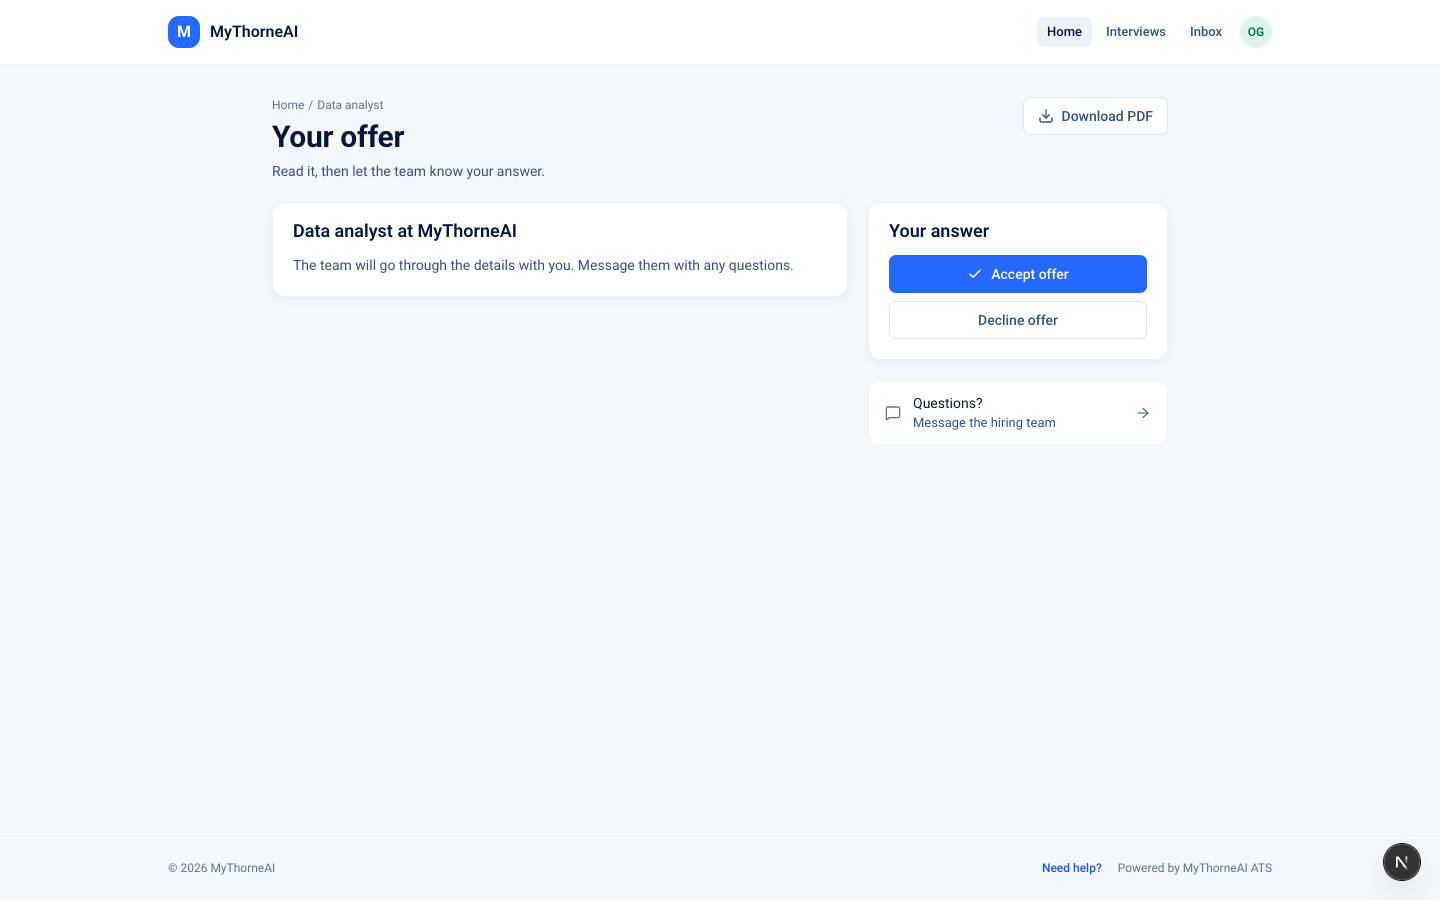 M MyThorneAI
Home Interviews Inbox OG
Home / Data analyst
Your offer
Read it, then let the team know your answer.
Download PDF
Data analyst at MyThorneAI
The team will go through the details with you. Message them with any questions.
Your answer
Accept offer
Decline offer
Questions?
Message the hiring team
© 2026 MyThorneAI
Need help? Powered by MyThorneAI ATS
N